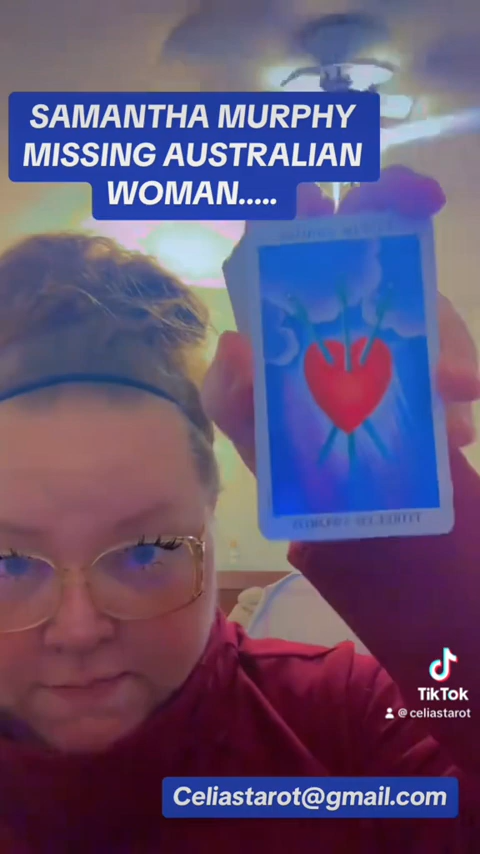 SAMANTHA MURPHY
MISSING AUSTRALIAN
WOMAN.....
TikTok
@celiastarot
Celiastarot@gmail.com